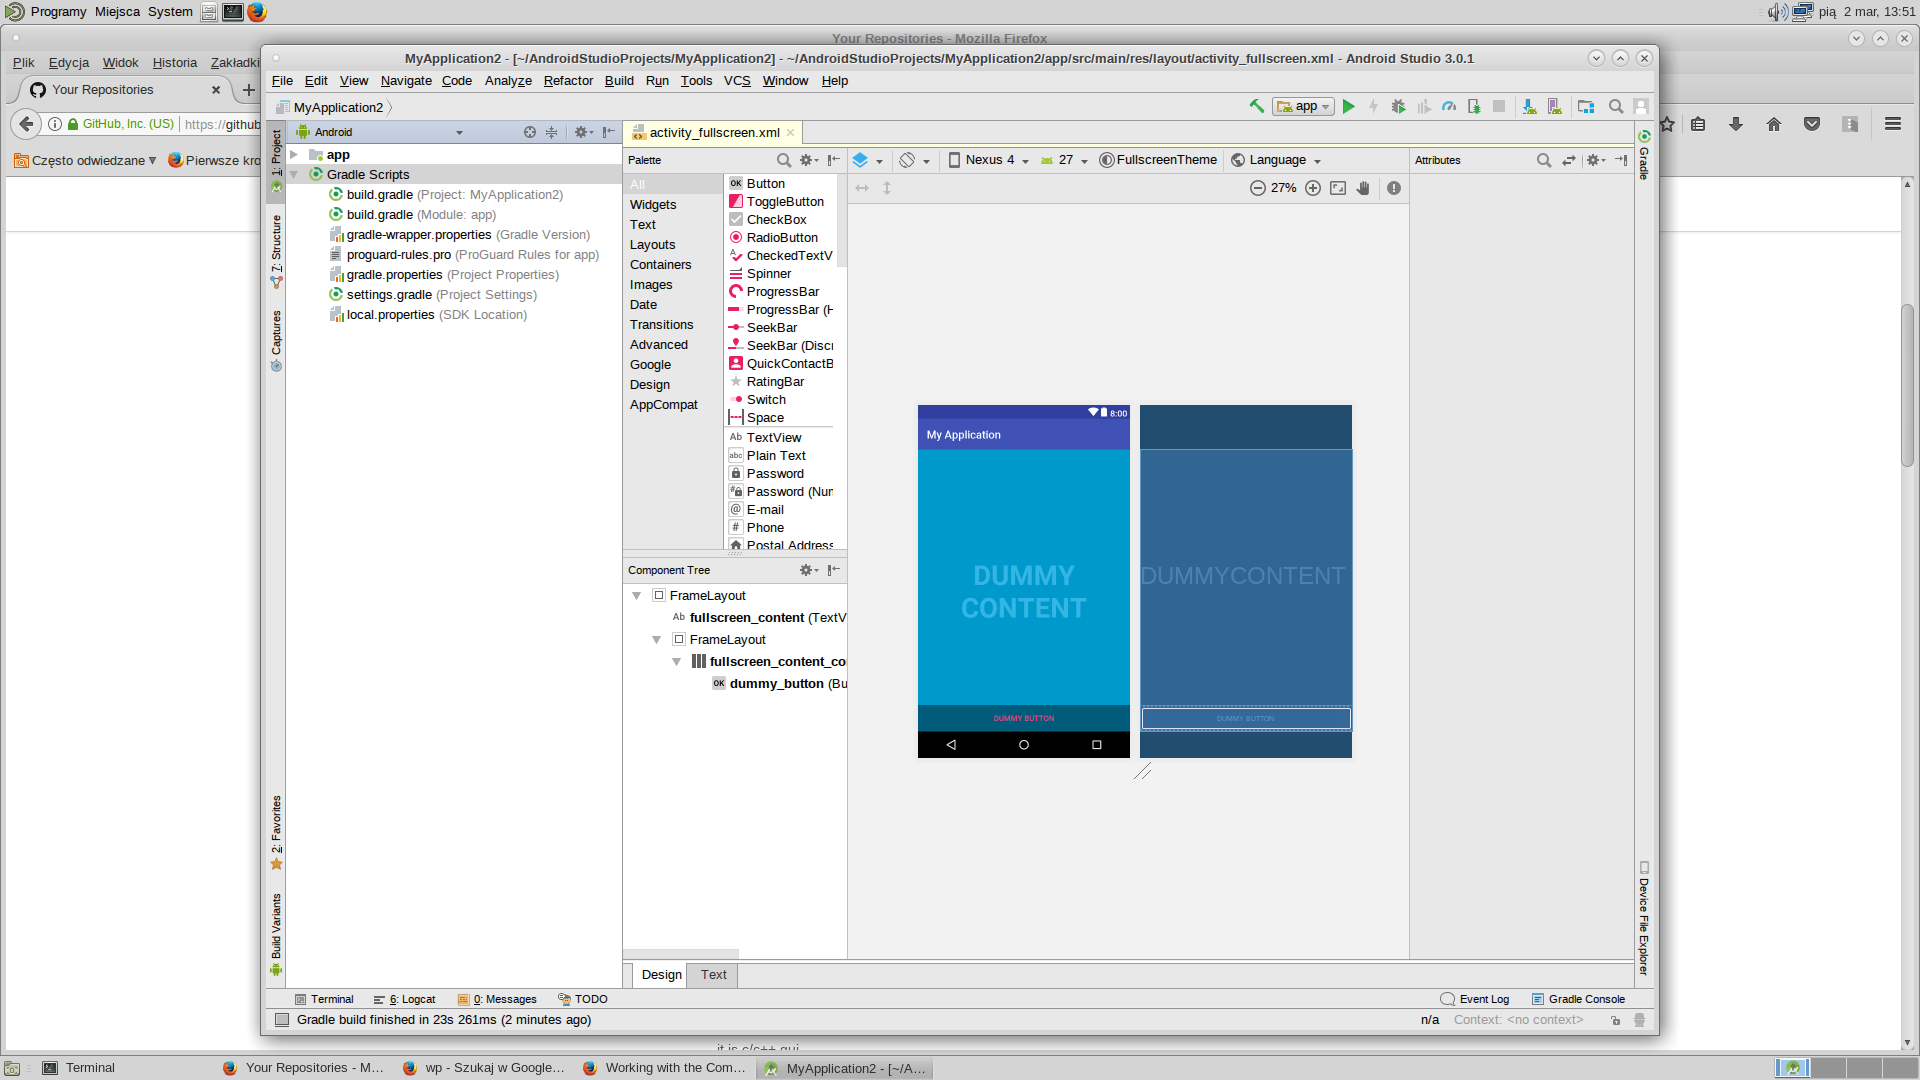 Programy Miejsca System
pią 2 mar, 13:51
Your Repositories - Mozilla Firefox
Plik Edycja Widok Historia Zakładki
Your Repositories
GitHub, Inc. (US) https://github
Często odwiedzane Pierwsze kro
MyApplication2 - [~/AndroidStudioProjects/MyApplication2] - ~/AndroidStudioProjects/MyApplication2/app/src/main/res/layout/activity_fullscreen.xml - Android Studio 3.0.1
File Edit View Navigate Code Analyze Refactor Build Run Tools VCS Window Help
MyApplication2
app
1: Project
7: Structure
Captures
2: Favorites
Build Variants
Android
app
Gradle Scripts
build.gradle (Project: MyApplication2)
build.gradle (Module: app)
gradle-wrapper.properties (Gradle Version)
proguard-rules.pro (ProGuard Rules for app)
gradle.properties (Project Properties)
settings.gradle (Project Settings)
local.properties (SDK Location)
activity_fullscreen.xml
Palette
All
Widgets
Text
Layouts
Containers
Images
Date
Transitions
Advanced
Google
Design
AppCompat
OK Button
ToggleButton
CheckBox
RadioButton
CheckedTextV
Spinner
ProgressBar
ProgressBar (H
SeekBar
SeekBar (Discr
QuickContactB
RatingBar
Switch
Space
Ab TextView
abc Plain Text
Password
Password (Num
@ E-mail
# Phone
Postal Address
Component Tree
FrameLayout
Ab fullscreen_content (TextV
FrameLayout
fullscreen_content_co
OK dummy_button (Bu
Nexus 4 27 FullscreenTheme Language
27%
8:00
My Application
DUMMY
CONTENT
DUMMY BUTTON
DUMMYCONTENT
DUMMY BUTTON
Attributes
Gradle
Device File Explorer
Design Text
Terminal 6: Logcat 0: Messages TODO
Event Log Gradle Console
Gradle build finished in 23s 261ms (2 minutes ago)
n/a Context: <no context>
it is c/c++ gui
Terminal
Your Repositories - M...
wp - Szukaj w Google...
Working with the Com...
MyApplication2 - [~/A...